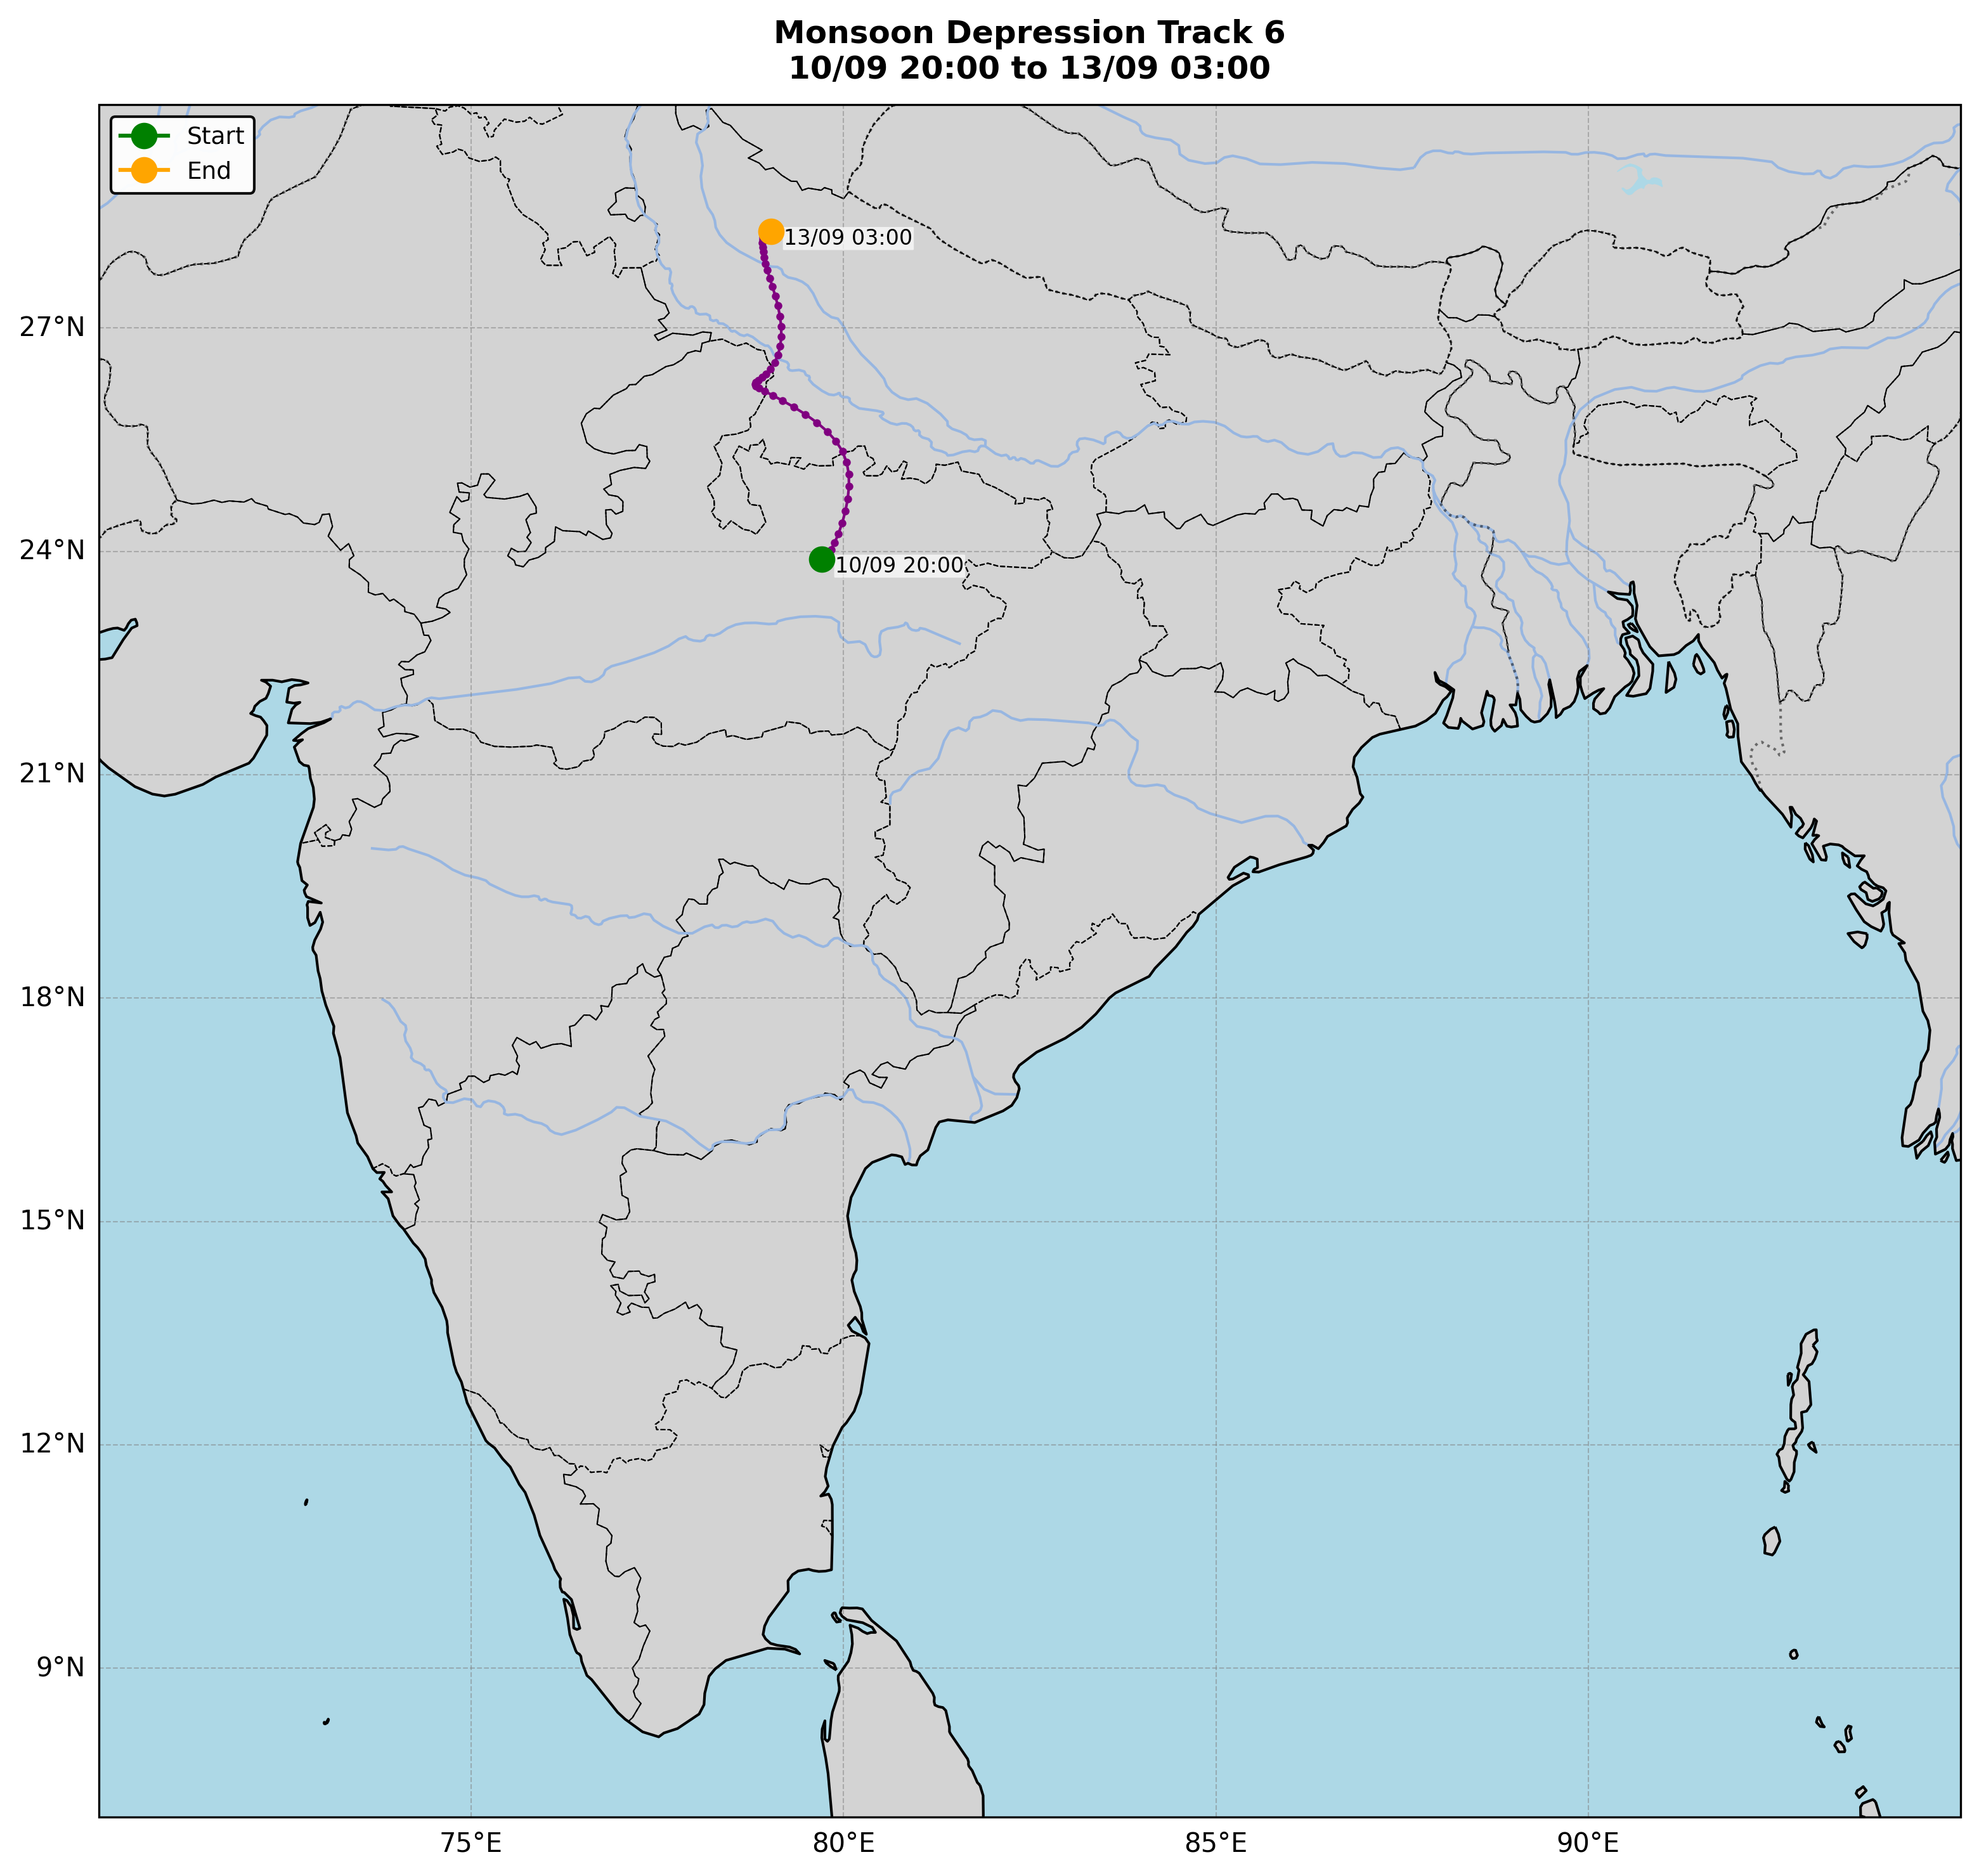 Monsoon Depression Track 6
10/09 20:00 to 13/09 03:00
Start
End
13/09 03:00
10/09 20:00
27°N
24°N
21°N
18°N
15°N
12°N
9°N
75°E
80°E
85°E
90°E